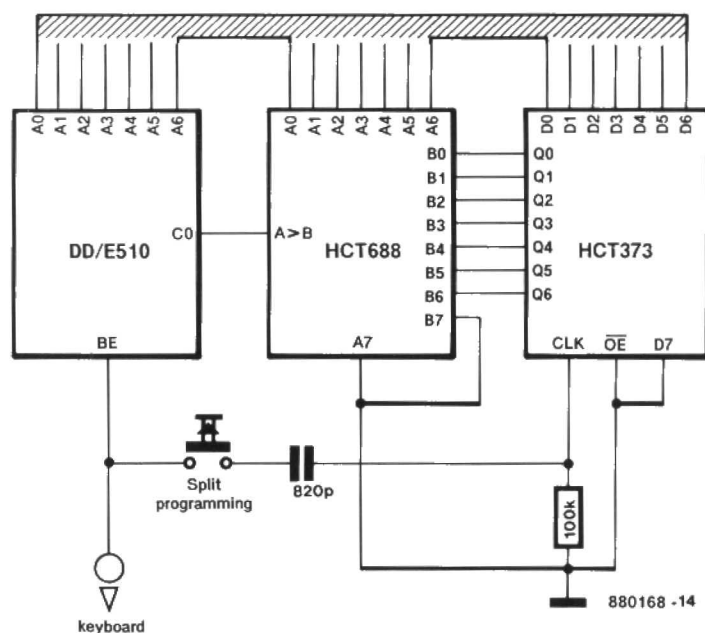 A0 A1 A2 A3 A4 A5 A6
C0
DD/E510
BE
A0 A1 A2 A3 A4 A5 A6
B0
B1
B2
B3
B4
B5
B6
B7
A>B
HCT688
A7
D0 D1 D2 D3 D4 D5 D6
Q0
Q1
Q2
Q3
Q4
Q5
Q6
HCT373
CLK OE D7
Split
programming
820p
100k
keyboard
880168 -14